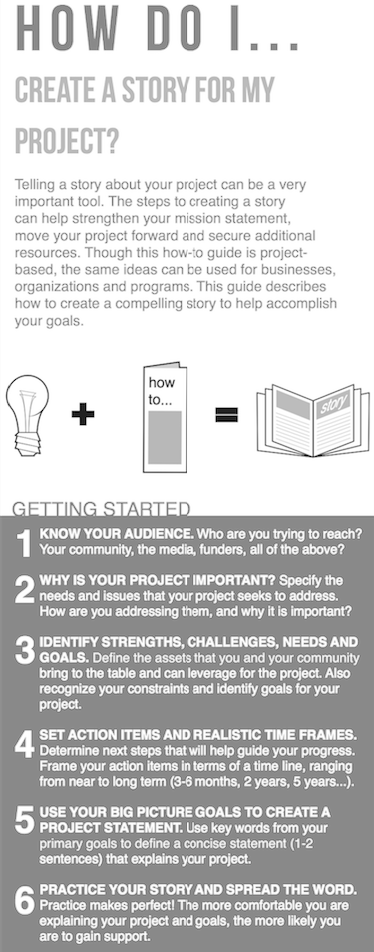 HOW DO I...
CREATE A STORY FOR MY
PROJECT?
Telling a story about your project can be a very
important tool. The steps to creating a story
can help strengthen your mission statement,
move your project forward and secure additional
resources. Though this how-to guide is project-
based, the same ideas can be used for businesses,
organizations and programs. This guide describes
how to create a compelling story to help accomplish
your goals.
how
to...
story
GETTING STARTED
1 KNOW YOUR AUDIENCE. Who are you trying to reach?
Your community, the media, funders, all of the above?
2 WHY IS YOUR PROJECT IMPORTANT? Specify the
needs and issues that your project seeks to address.
How are you addressing them, and why it is important?
3 IDENTIFY STRENGTHS, CHALLENGES, NEEDS AND
GOALS. Define the assets that you and your community
bring to the table and can leverage for the project. Also
recognize your constraints and identify goals for your
project.
4 SET ACTION ITEMS AND REALISTIC TIME FRAMES.
Determine next steps that will help guide your progress.
Frame your action items in terms of a time line, ranging
from near to long term (3-6 months, 2 years, 5 years...).
5 USE YOUR BIG PICTURE GOALS TO CREATE A
PROJECT STATEMENT. Use key words from your
primary goals to define a concise statement (1-2
sentences) that explains your project.
6 PRACTICE YOUR STORY AND SPREAD THE WORD.
Practice makes perfect! The more comfortable you are
explaining your project and goals, the more likely you
are to gain support.